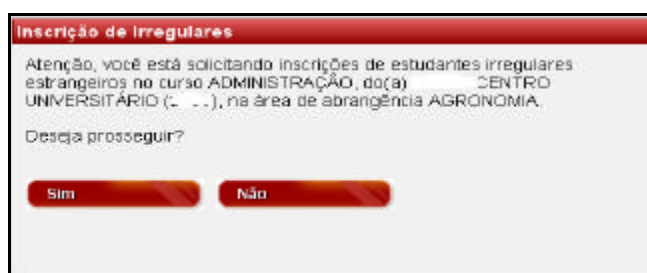 Inscrição de Irregulares
Atenção, você está solicitando inscrições de estudantes irregulares
estrangeiros no curso ADMINISTRAÇÃO, do(a) CENTRO
UNIVERSITÁRIO ( ), na área de abrangência AGRONOMIA.
Deseja prosseguir?
Sim Não